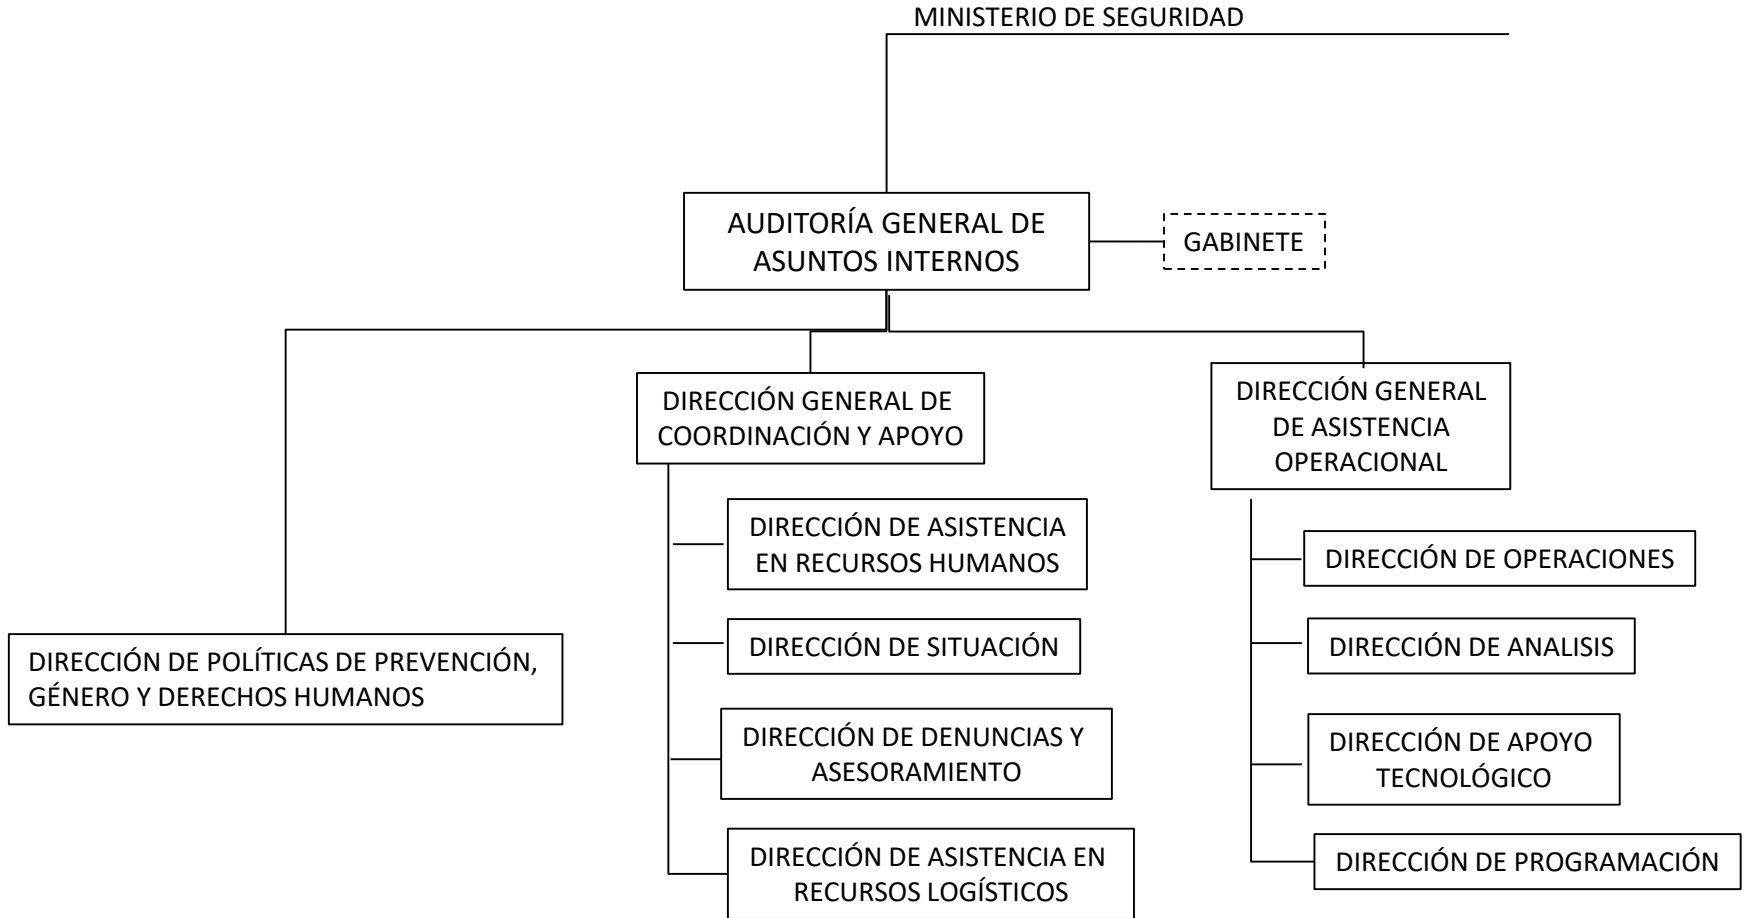 MINISTERIO DE SEGURIDAD
AUDITORÍA GENERAL DE
ASUNTOS INTERNOS
GABINETE
DIRECCIÓN DE POLÍTICAS DE PREVENCIÓN,
GÉNERO Y DERECHOS HUMANOS
DIRECCIÓN GENERAL DE
COORDINACIÓN Y APOYO
DIRECCIÓN DE ASISTENCIA
EN RECURSOS HUMANOS
DIRECCIÓN DE SITUACIÓN
DIRECCIÓN DE DENUNCIAS Y
ASESORAMIENTO
DIRECCIÓN DE ASISTENCIA EN
RECURSOS LOGÍSTICOS
DIRECCIÓN GENERAL
DE ASISTENCIA
OPERACIONAL
DIRECCIÓN DE OPERACIONES
DIRECCIÓN DE ANALISIS
DIRECCIÓN DE APOYO
TECNOLÓGICO
DIRECCIÓN DE PROGRAMACIÓN